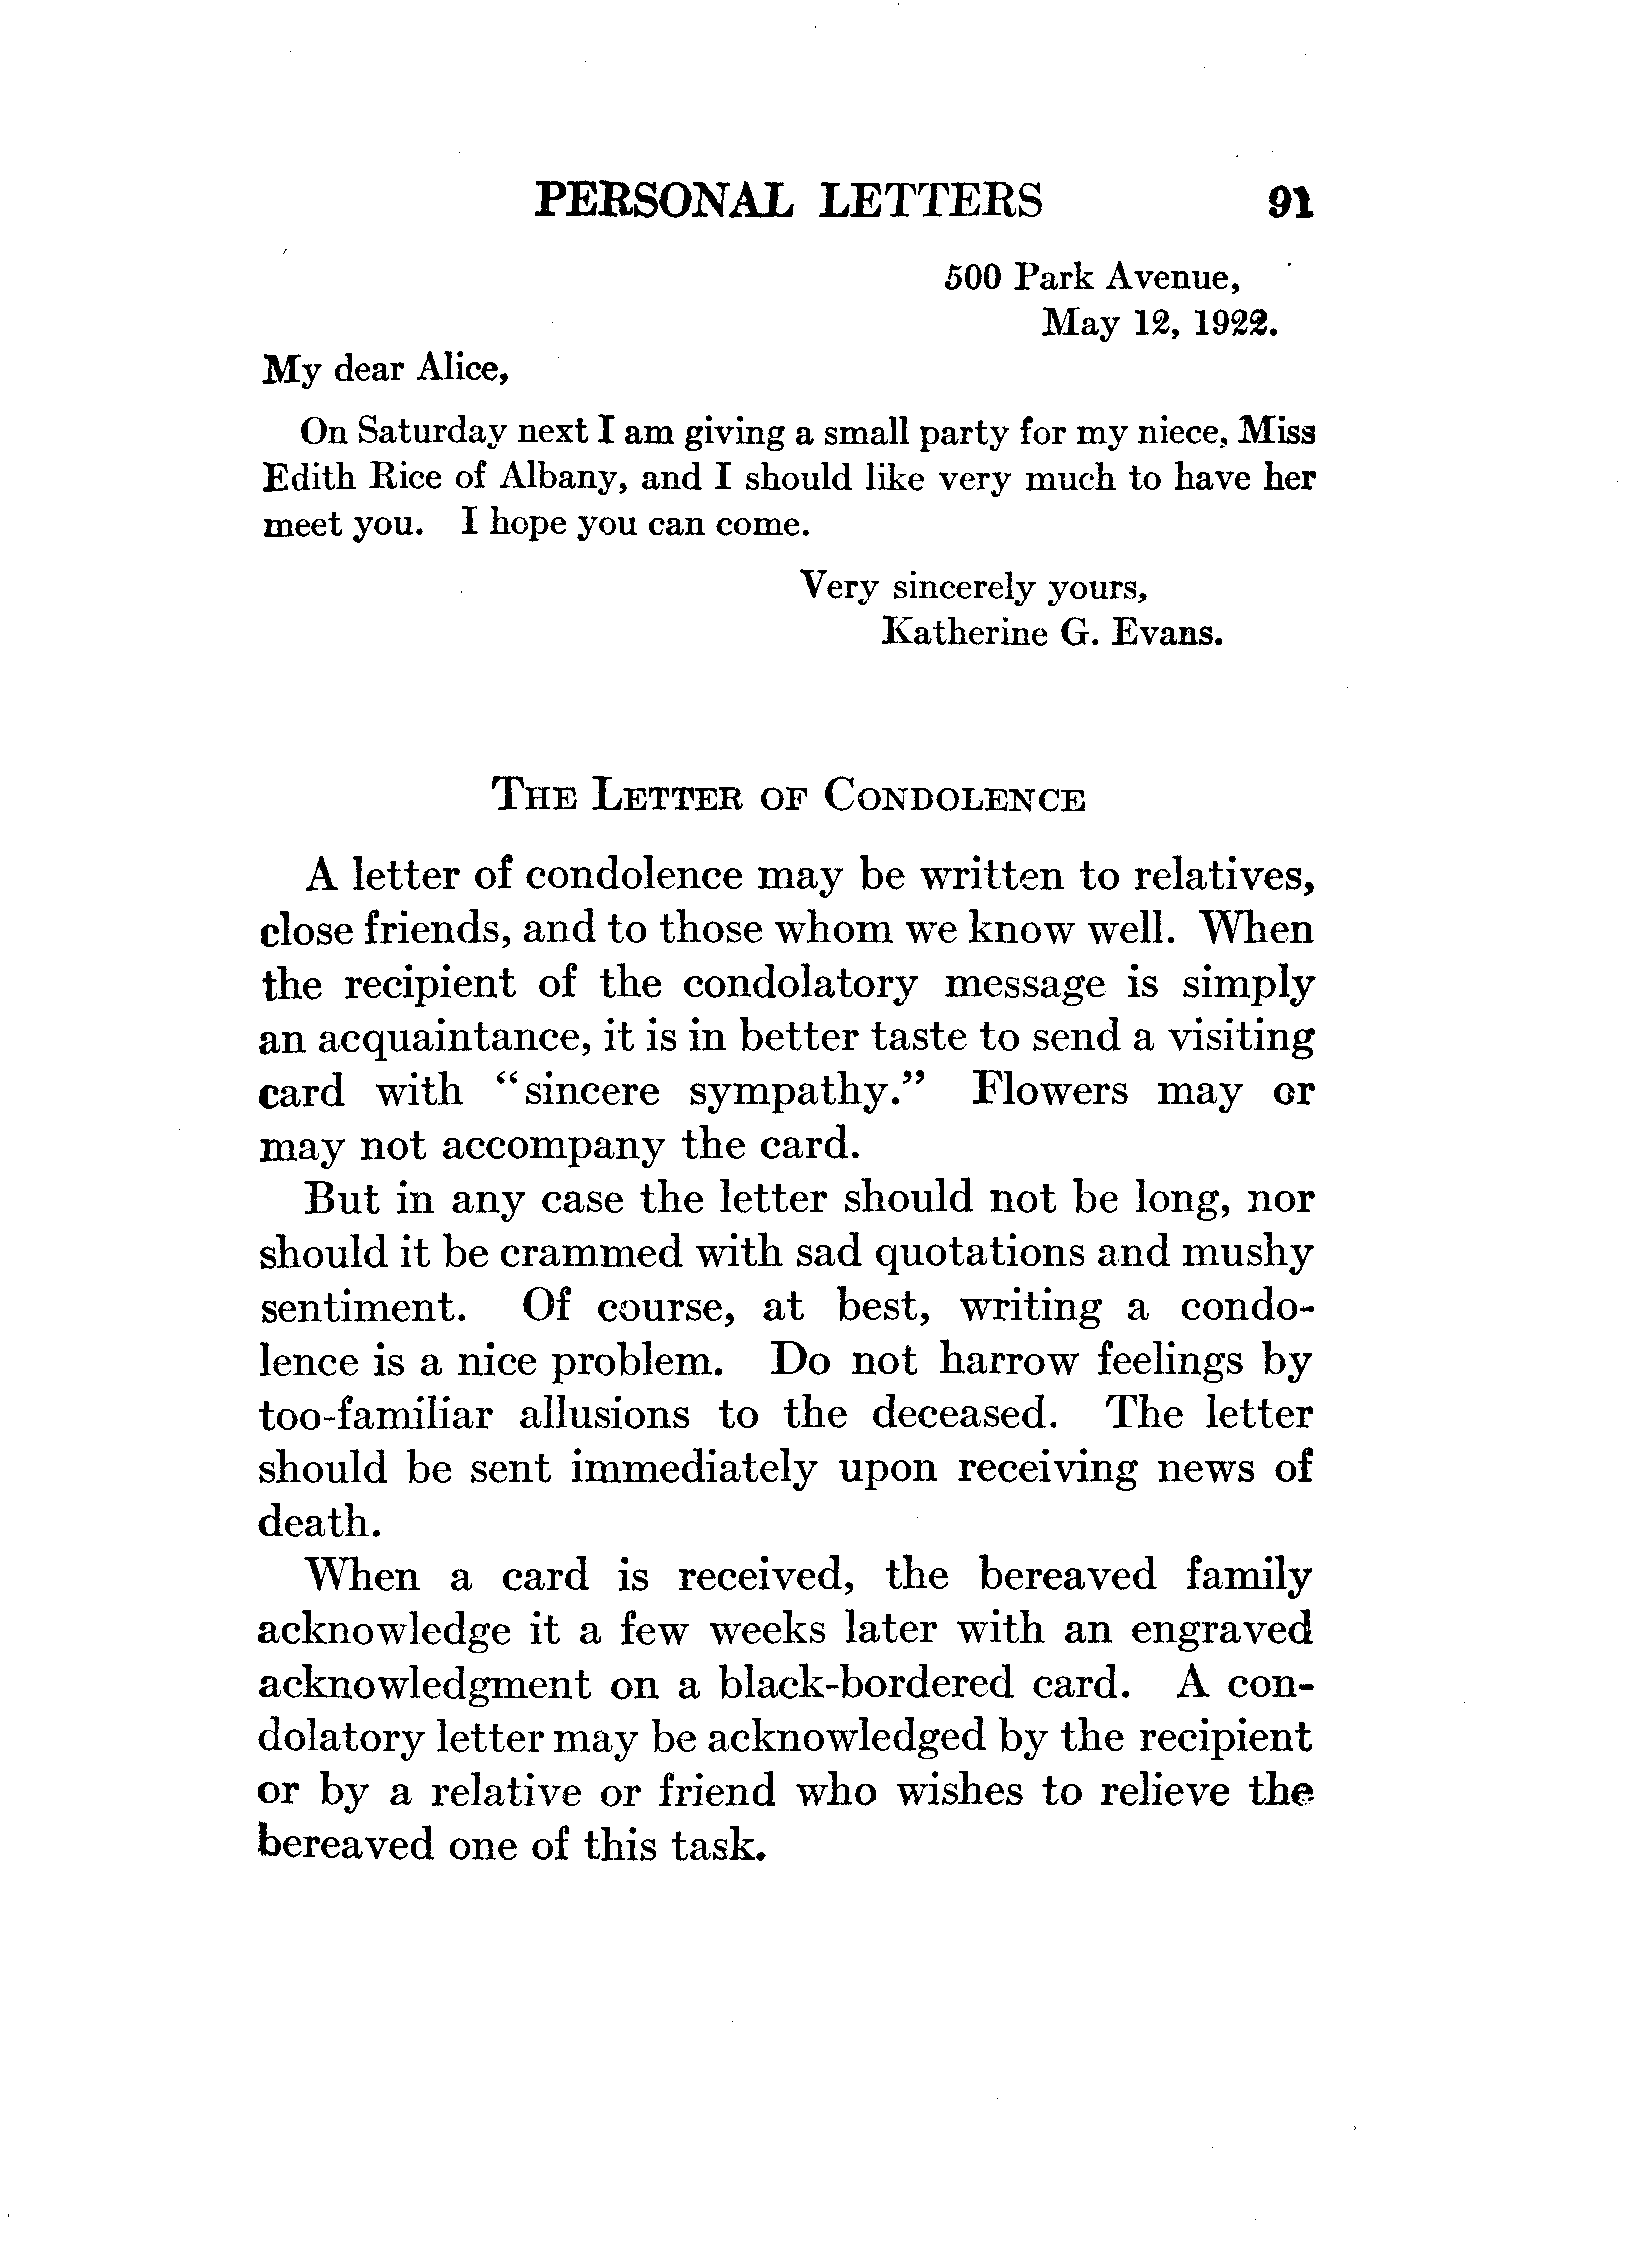 PERSONAL LETTERS 91
500 Park Avenue,
May 12, 1922.
My dear Alice,
On Saturday next I am giving a small party for my niece, Miss
Edith Rice of Albany, and I should like very much to have her
meet you. I hope you can come.
Very sincerely yours,
Katherine G. Evans.
THE LETTER OF CONDOLENCE
A letter of condolence may be written to relatives,
close friends, and to those whom we know well. When
the recipient of the condolatory message is simply
an acquaintance, it is in better taste to send a visiting
card with “sincere sympathy.” Flowers may or
may not accompany the card.
But in any case the letter should not be long, nor
should it be crammed with sad quotations and mushy
sentiment. Of course, at best, writing a condo-
lence is a nice problem. Do not harrow feelings by
too-familiar allusions to the deceased. The letter
should be sent immediately upon receiving news of
death.
When a card is received, the bereaved family
acknowledge it a few weeks later with an engraved
acknowledgment on a black-bordered card. A con-
dolatory letter may be acknowledged by the recipient
or by a relative or friend who wishes to relieve the
bereaved one of this task.